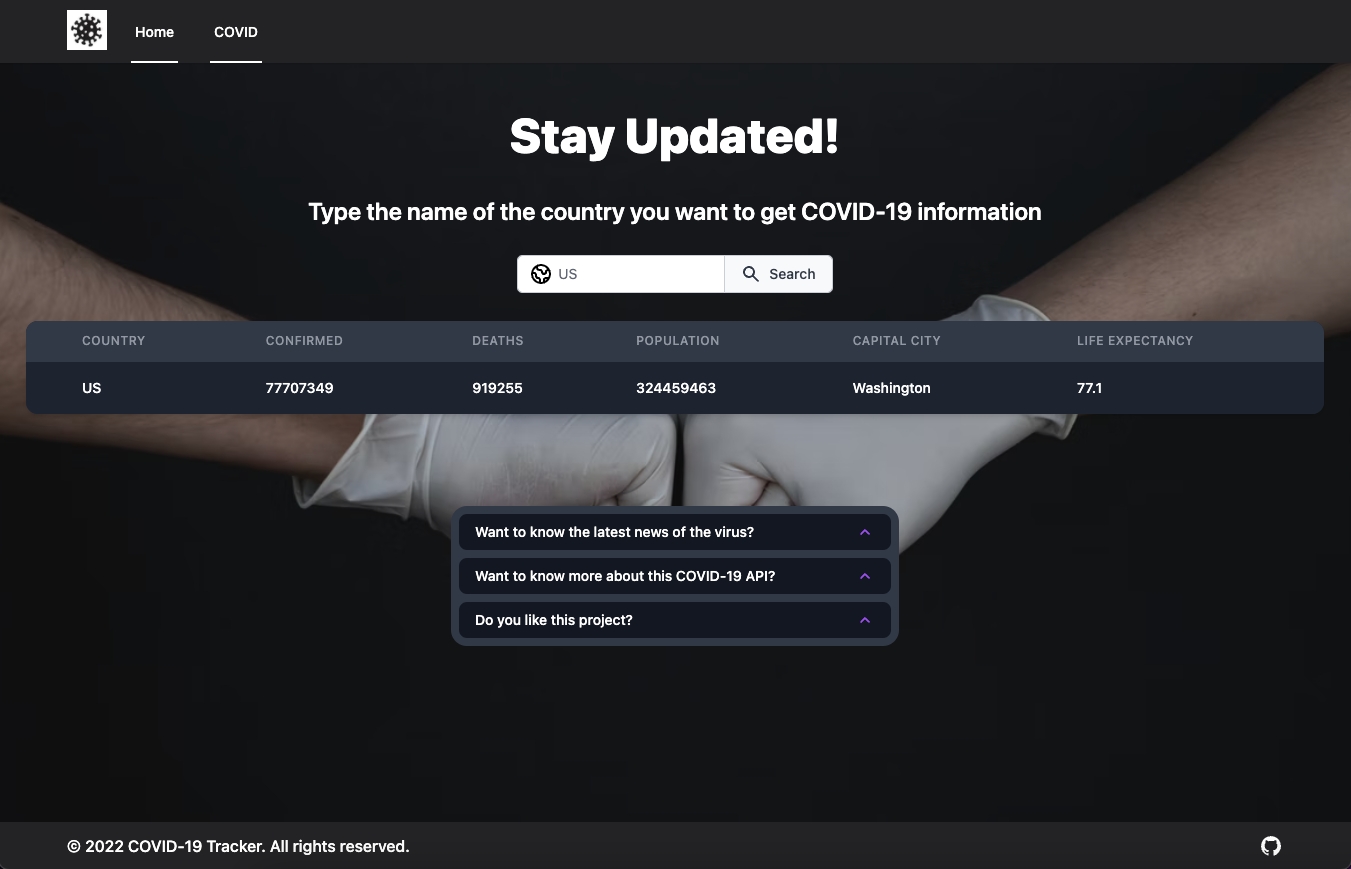 Home COVID
Stay Updated!
Type the name of the country you want to get COVID-19 information
US Search
COUNTRY CONFIRMED DEATHS POPULATION CAPITAL CITY LIFE EXPECTANCY
US 77707349 919255 324459463 Washington 77.1
Want to know the latest news of the virus?
Want to know more about this COVID-19 API?
Do you like this project?
© 2022 COVID-19 Tracker. All rights reserved.